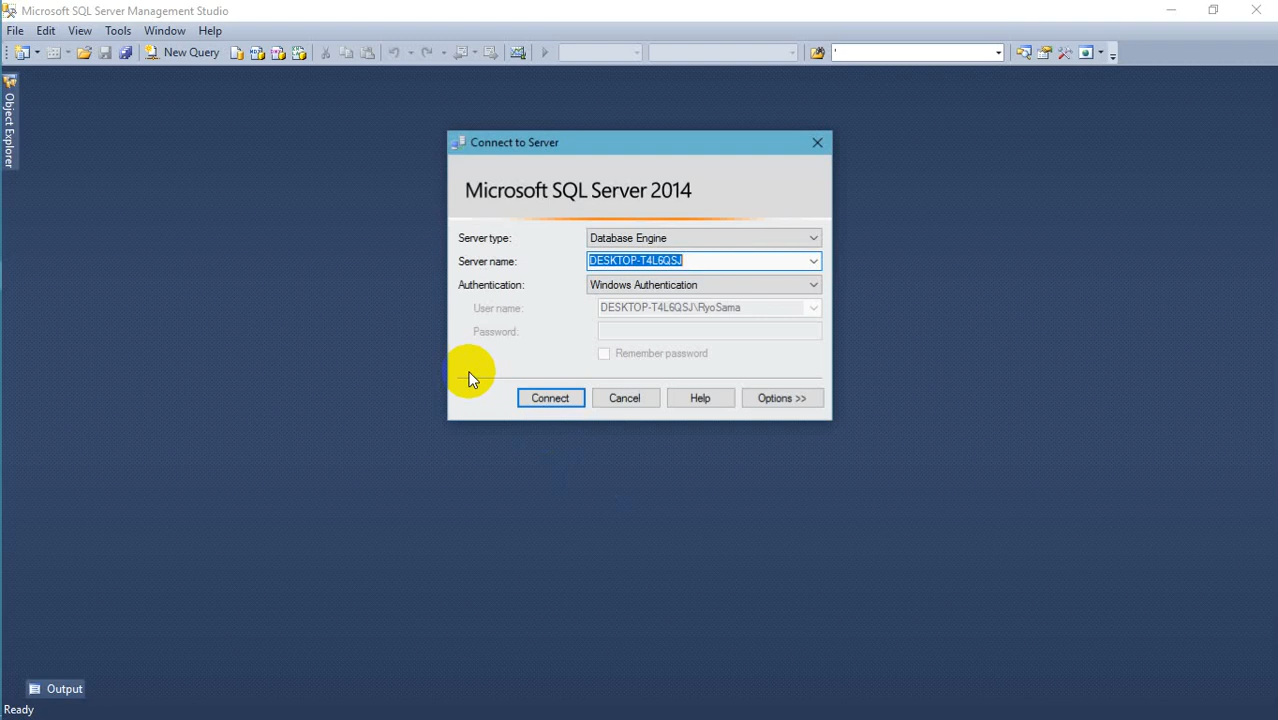 Microsoft SQL Server Management Studio
File Edit View Tools Window Help
New Query '
Object Explorer
Connect to Server
Microsoft SQL Server 2014
Server type: Database Engine
Server name: DESKTOP-T4L6QSJ
Authentication: Windows Authentication
User name: DESKTOP-T4L6QSJ\RyoSama
Password:
Remember password
Connect Cancel Help Options >>
Output
Ready